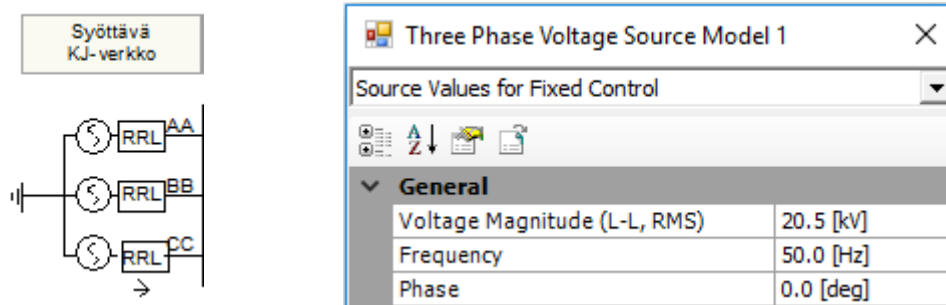 Syöttävä
KJ-verkko
AA
RRL
BB
RRL
CC
RRL
Three Phase Voltage Source Model 1
Source Values for Fixed Control
General
Voltage Magnitude (L-L, RMS) 20.5 [kV]
Frequency 50.0 [Hz]
Phase 0.0 [deg]